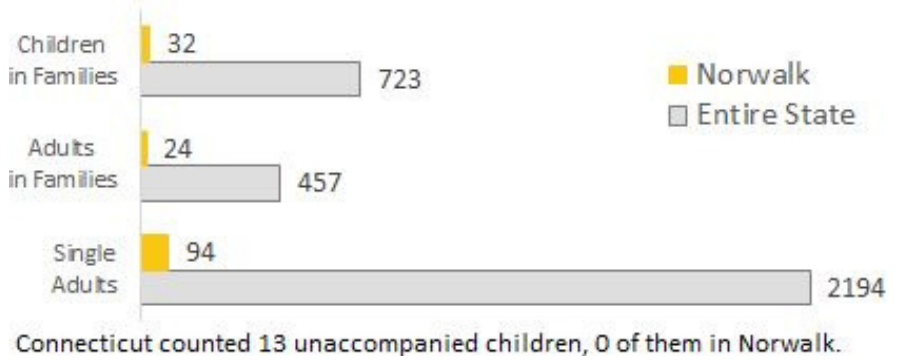 Children
in Families
32
723
Norwalk
Entire State
Adults
in Families
24
457
Single
Adults
94
2194
Connecticut counted 13 unaccompanied children, 0 of them in Norwalk.